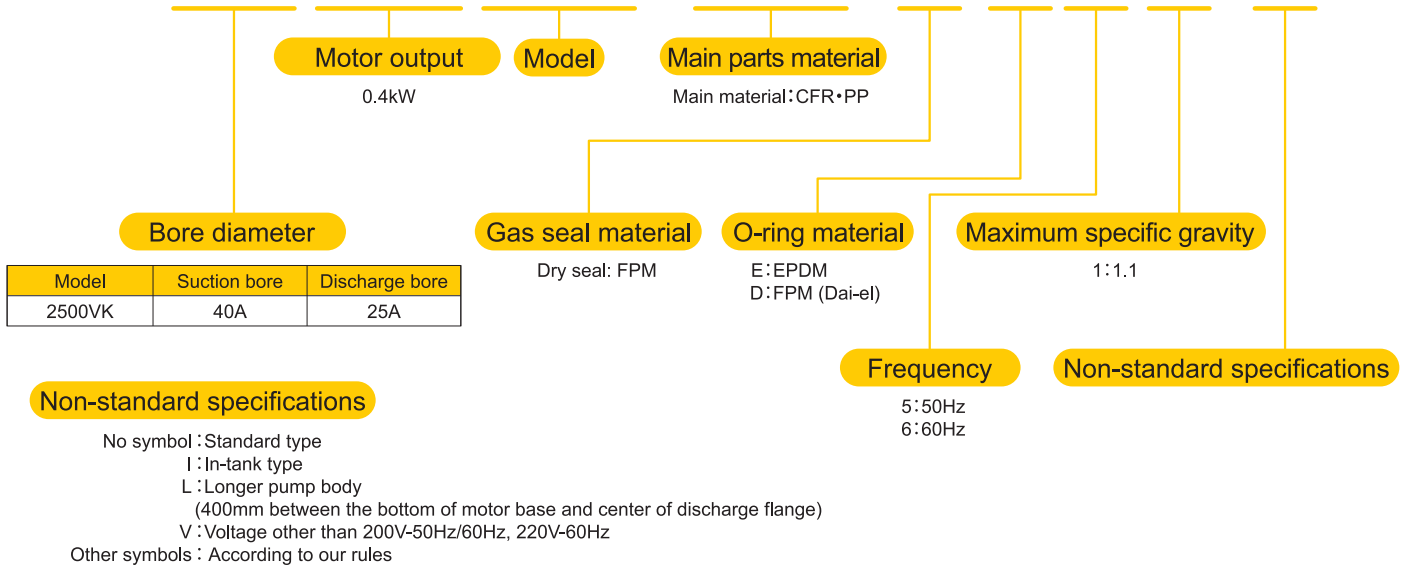 Motor output
Model
Main parts material
0.4kW
Main material:CFR•PP
Bore diameter
Gas seal material
O-ring material
Maximum specific gravity
Dry seal: FPM
E:EPDM
D:FPM (Dai-el)
1:1.1
Model Suction bore Discharge bore
2500VK 40A 25A
Frequency
Non-standard specifications
5:50Hz
6:60Hz
Non-standard specifications
No symbol:Standard type
I:In-tank type
L:Longer pump body
(400mm between the bottom of motor base and center of discharge flange)
V:Voltage other than 200V-50Hz/60Hz, 220V-60Hz
Other symbols: According to our rules